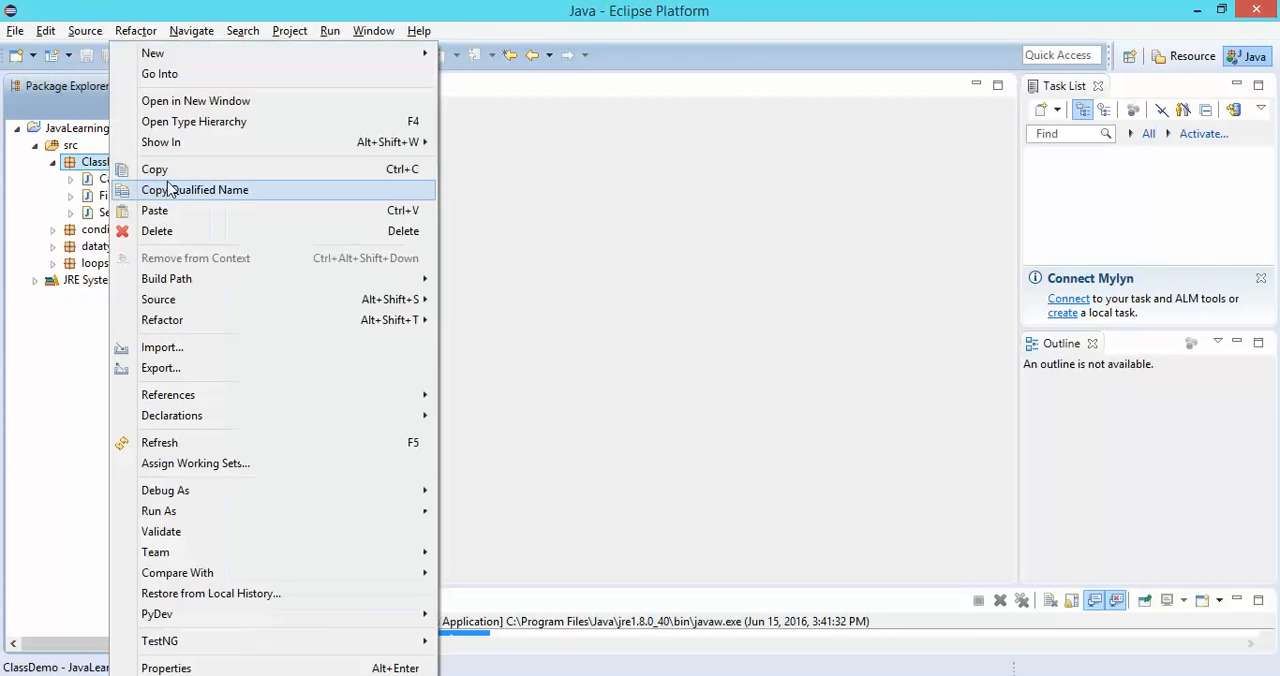 Java - Eclipse Platform
File Edit Source Refactor Navigate Search Project Run Window Help
Quick Access Resource Java
Package Explorer
JavaLearning
src
Class
Ca
Fi
Se
condi
dataty
loops
JRE Syste
New
Go Into
Open in New Window
Open Type Hierarchy F4
Show In Alt+Shift+W
Copy Ctrl+C
Copy Qualified Name
Paste Ctrl+V
Delete Delete
Remove from Context Ctrl+Alt+Shift+Down
Build Path
Source Alt+Shift+S
Refactor Alt+Shift+T
Import...
Export...
References
Declarations
Refresh F5
Assign Working Sets...
Debug As
Run As
Validate
Team
Compare With
Restore from Local History...
PyDev
TestNG
Properties Alt+Enter
Task List
Find All Activate...
Connect Mylyn
Connect to your task and ALM tools or
create a local task.
Outline
An outline is not available.
Application] C:\Program Files\Java\jre1.8.0_40\bin\javaw.exe (Jun 15, 2016, 3:41:32 PM)
ClassDemo - JavaLear